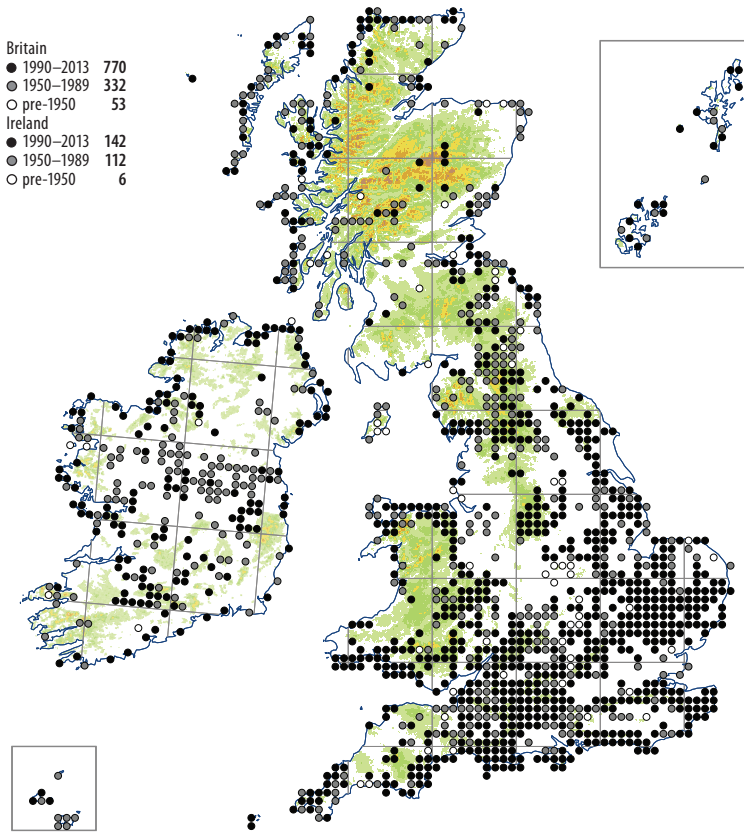 Britain
1990–2013 770
1950–1989 332
pre-1950 53
Ireland
1990–2013 142
1950–1989 112
pre-1950 6